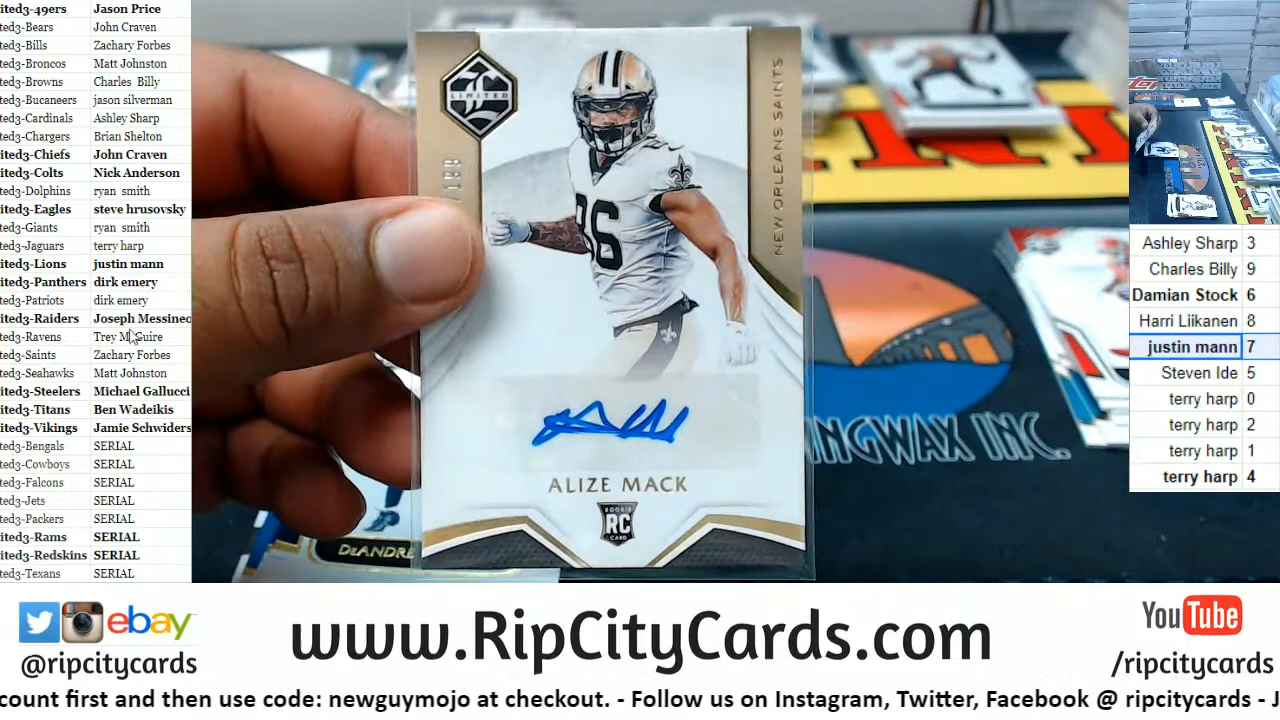 ited3-49ers Jason Price
ted3-Bears John Craven
ted3-Bills Zachary Forbes
ted3-Broncos Matt Johnston
ted3-Browns Charles Billy
ted3-Bucaneers jason silverman
ted3-Cardinals Ashley Sharp
ted3-Chargers Brian Shelton
ited3-Chiefs John Craven
ited3-Colts Nick Anderson
ted3-Dolphins ryan smith
ited3-Eagles steve hrusovsky
ted3-Giants ryan smith
ted3-Jaguars terry harp
ited3-Lions justin mann
ited3-Panthers dirk emery
ted3-Patriots dirk emery
ited3-Raiders Joseph Messineo
ted3-Ravens Trey McGuire
ted3-Saints Zachary Forbes
ted3-Seahawks Matt Johnston
ited3-Steelers Michael Gallucci
ited3-Titans Ben Wadeikis
ited3-Vikings Jamie Schwiders
ted3-Bengals SERIAL
ted3-Cowboys SERIAL
ted3-Falcons SERIAL
ted3-Jets SERIAL
ted3-Packers SERIAL
ited3-Rams SERIAL
ited3-Redskins SERIAL
ted3-Texans SERIAL
LIMITED
NEW ORLEANS SAINTS
86
ALIZE MACK
ROOKIE
RC
CARD
DEANDRE
INGWAX INC.
Ashley Sharp 3
Charles Billy 9
Damian Stock 6
Harri Liikanen 8
justin mann 7
Steven Ide 5
terry harp 0
terry harp 2
terry harp 1
terry harp 4
ebay
@ripcitycards
www.RipCityCards.com
YouTube
/ripcitycards
count first and then use code: newguymojo at checkout. - Follow us on Instagram, Twitter, Facebook @ ripcitycards - J